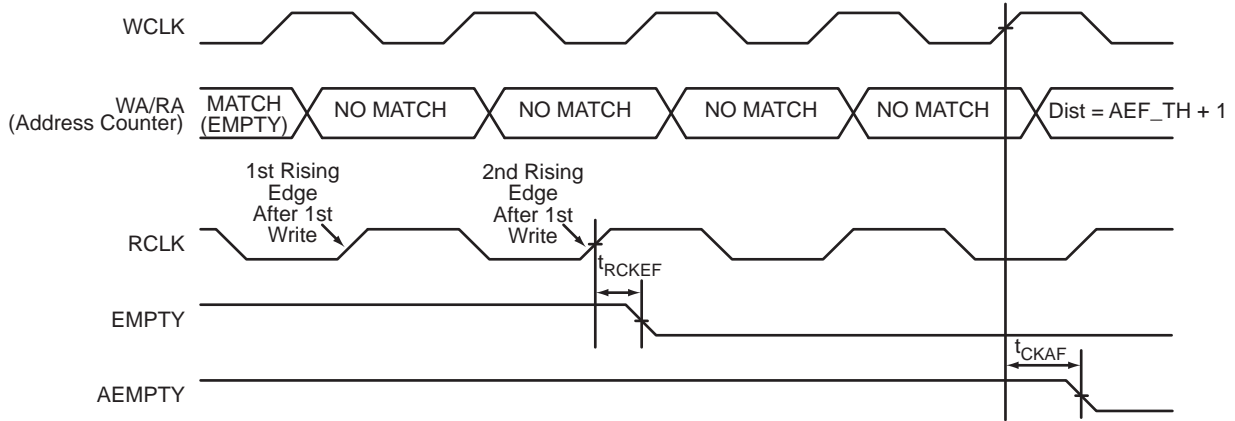 WCLK
WA/RA
(Address Counter)
MATCH
(EMPTY)
NO MATCH
NO MATCH
NO MATCH
NO MATCH
Dist = AEF_TH + 1
1st Rising
Edge
After 1st
Write
2nd Rising
Edge
After 1st
Write
RCLK
tRCKEF
EMPTY
tCKAF
AEMPTY